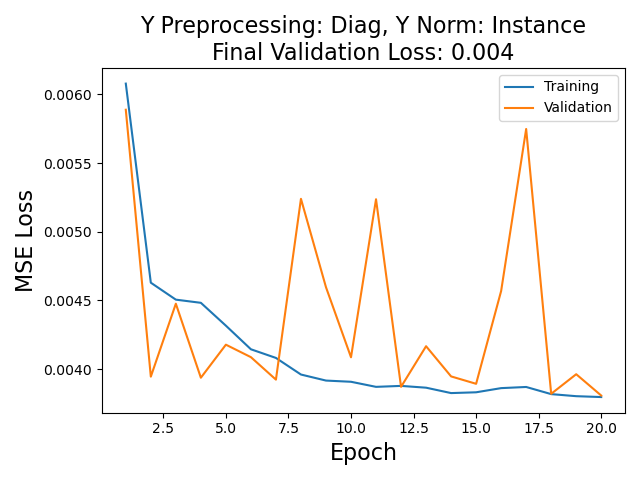 Y Preprocessing: Diag, Y Norm: Instance
Final Validation Loss: 0.004
Training
Validation
0.0060
0.0055
0.0050
0.0045
0.0040
MSE Loss
2.5 5.0 7.5 10.0 12.5 15.0 17.5 20.0
Epoch